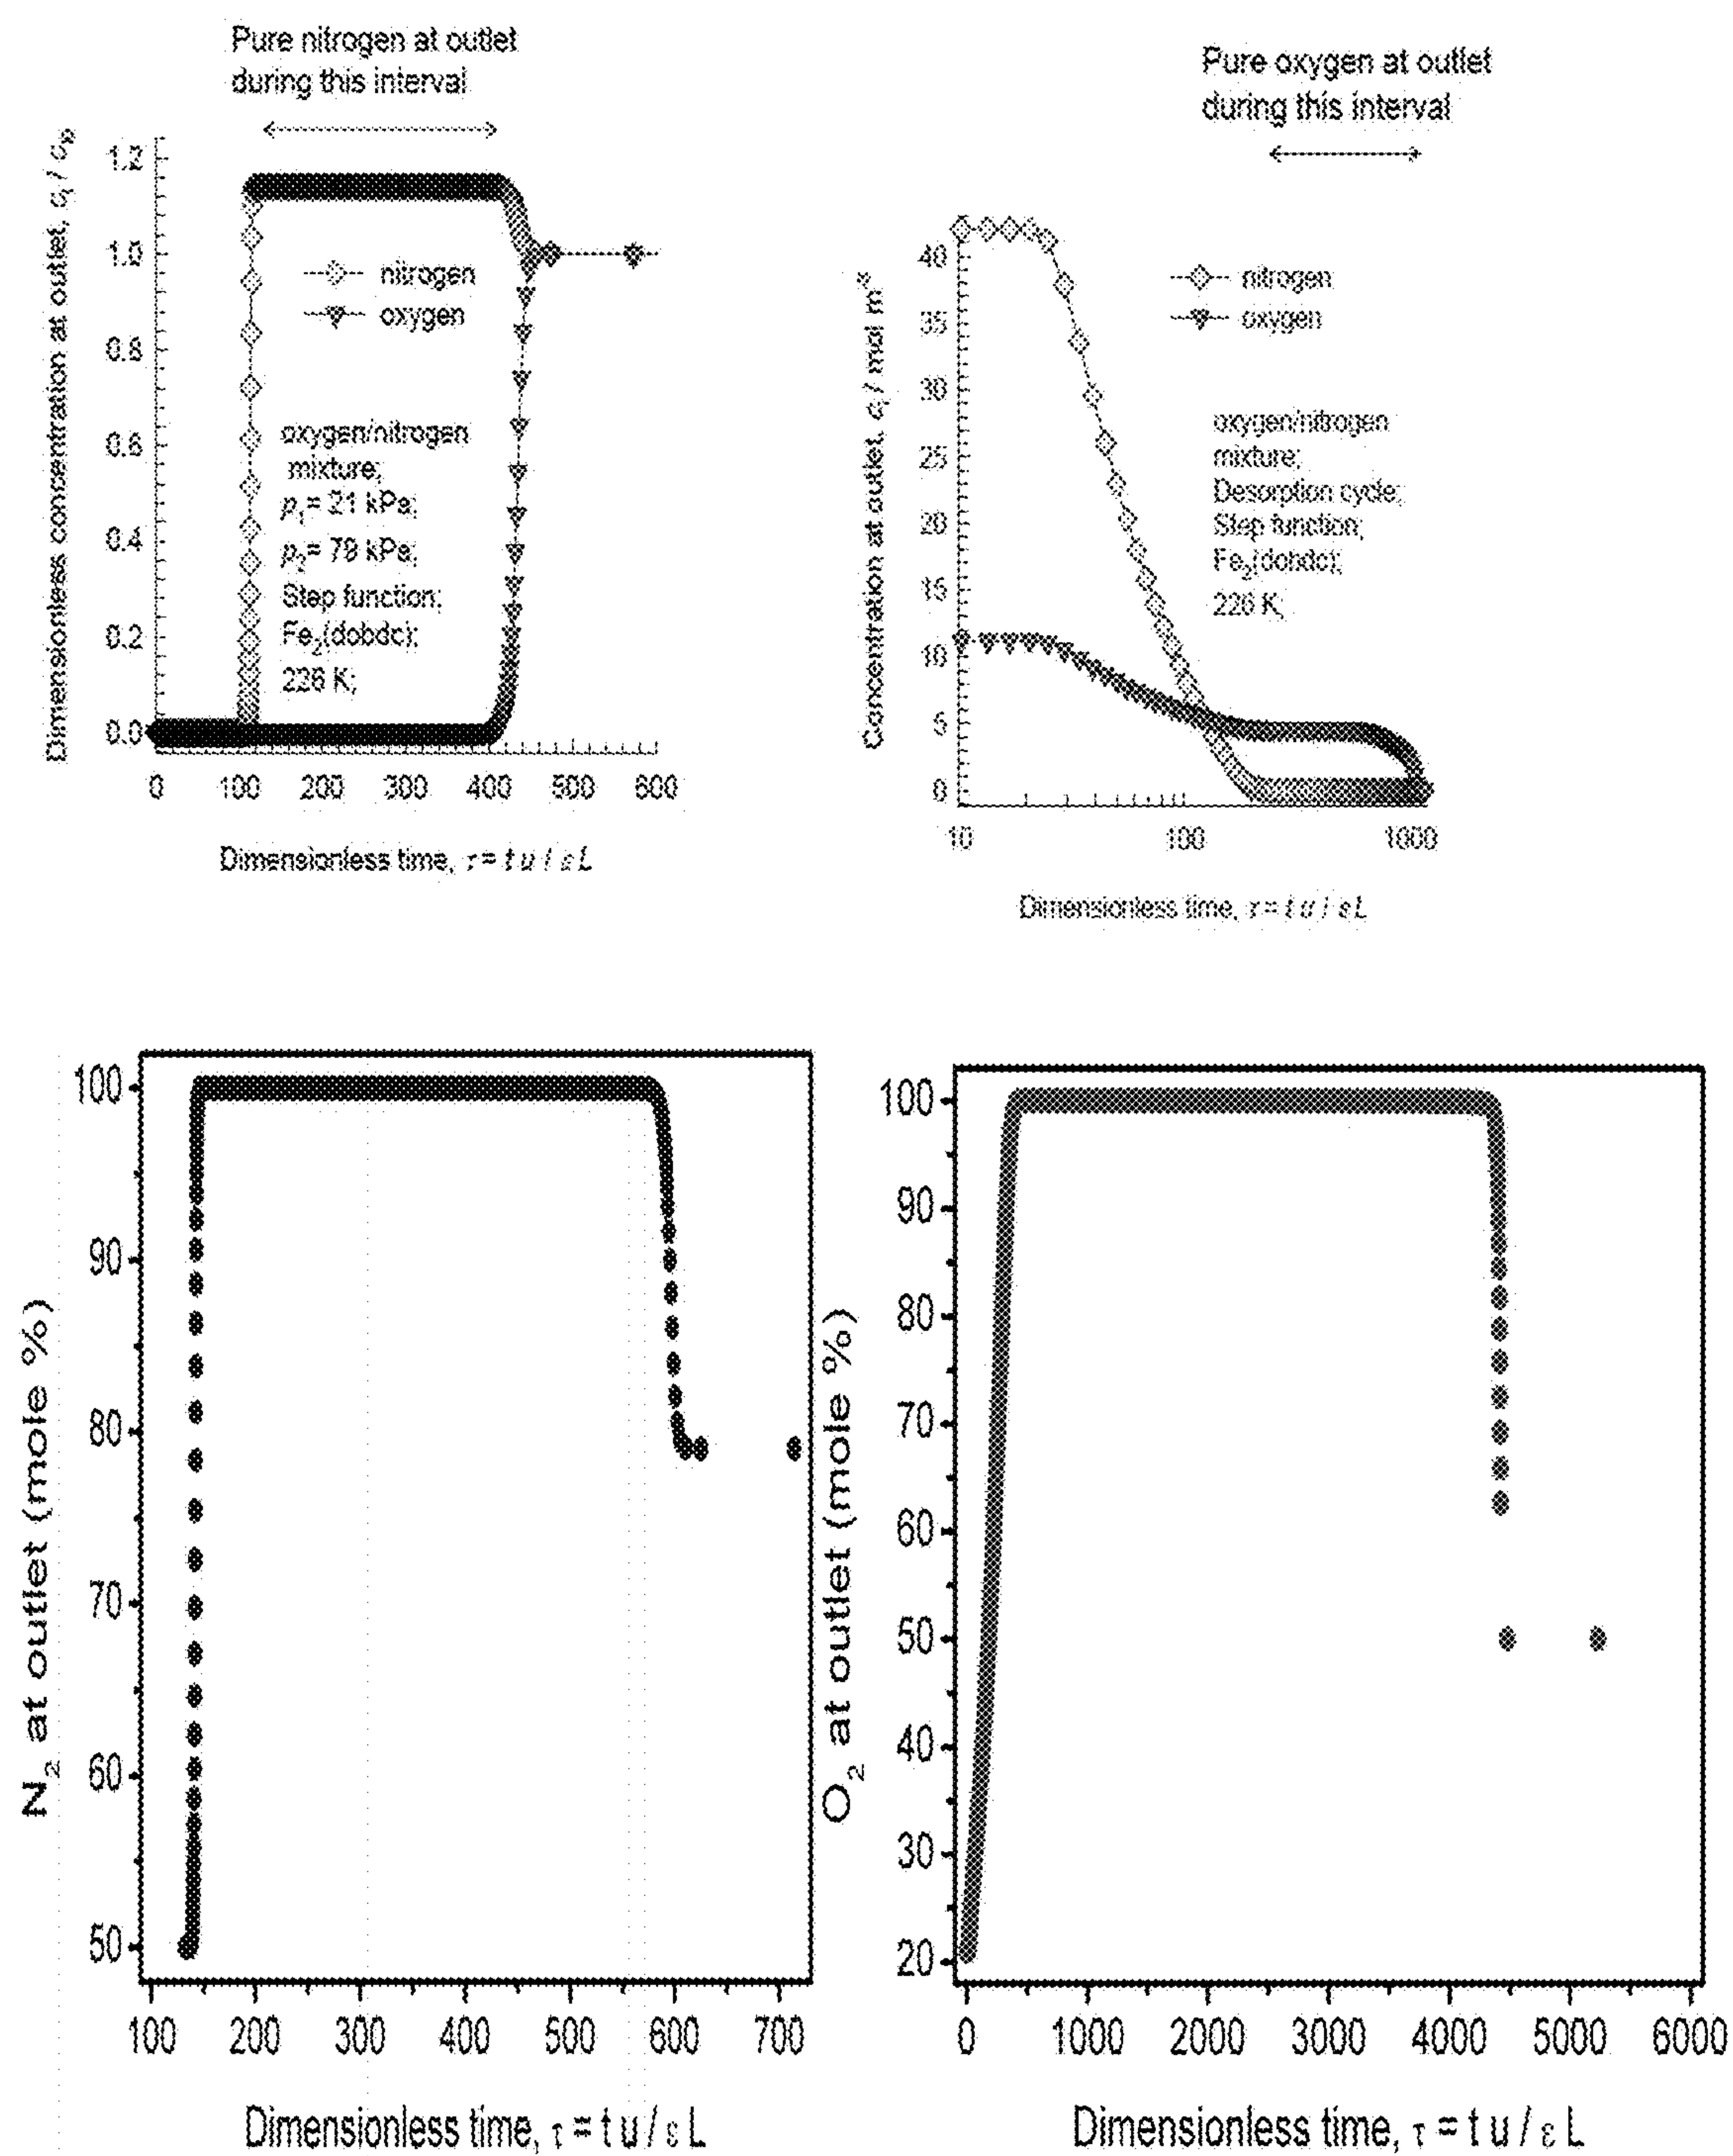 Pure nitrogen at outlet
during this interval
Dimensionless concentration at outlet, cᵢ / cᵢ₀
1.2
1.0
0.8
0.6
0.4
0.2
0.0
nitrogen
oxygen
oxygen/nitrogen
mixture;
p₁= 21 kPa;
p₂= 79 kPa;
Step function;
Fe₂(dobdc);
226 K;
0 100 200 300 400 500 600
Dimensionless time, τ = t u / ε L
Pure oxygen at outlet
during this interval
Concentration at outlet, cᵢ / mol m⁻³
40
35
30
25
20
15
10
5
0
nitrogen
oxygen
oxygen/nitrogen
mixture;
Desorption cycle;
Step function;
Fe₂(dobdc);
226 K;
10 100 1000
Dimensionless time, τ = t u / ε L
N₂ at outlet (mole %)
100
90
80
70
60
50
100 200 300 400 500 600 700
Dimensionless time, τ = t u / ε L
O₂ at outlet (mole %)
100
90
80
70
60
50
40
30
20
0 1000 2000 3000 4000 5000 6000
Dimensionless time, τ = t u / ε L